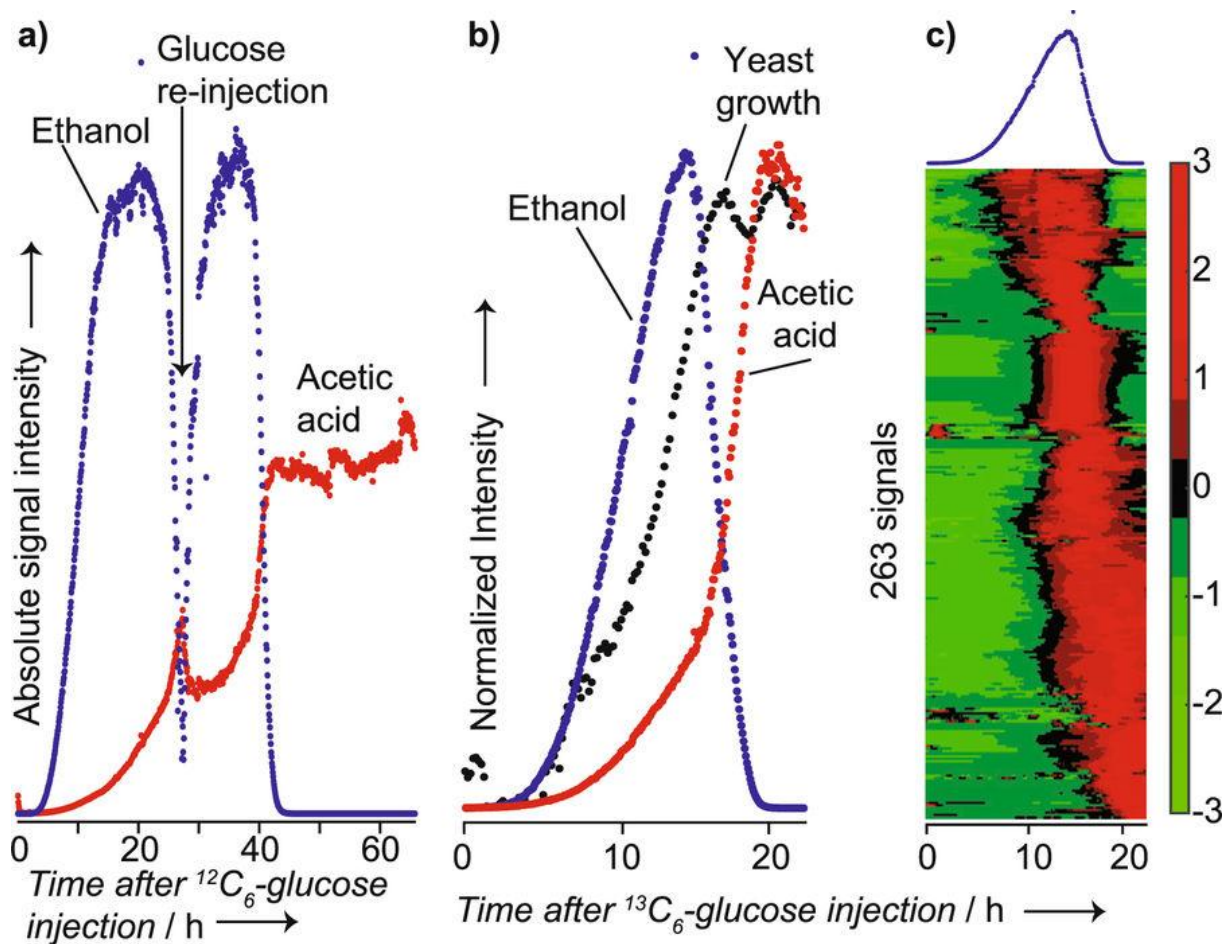 a)
Glucose
re-injection
Ethanol
Acetic
acid
Absolute signal intensity
0 20 40 60
Time after ¹²C₆-glucose
injection / h
b)
Yeast
growth
Ethanol
Acetic
acid
Normalized Intensity
0 10 20
c)
263 signals
3
2
1
0
-1
-2
-3
0 10 20
Time after ¹³C₆-glucose injection / h